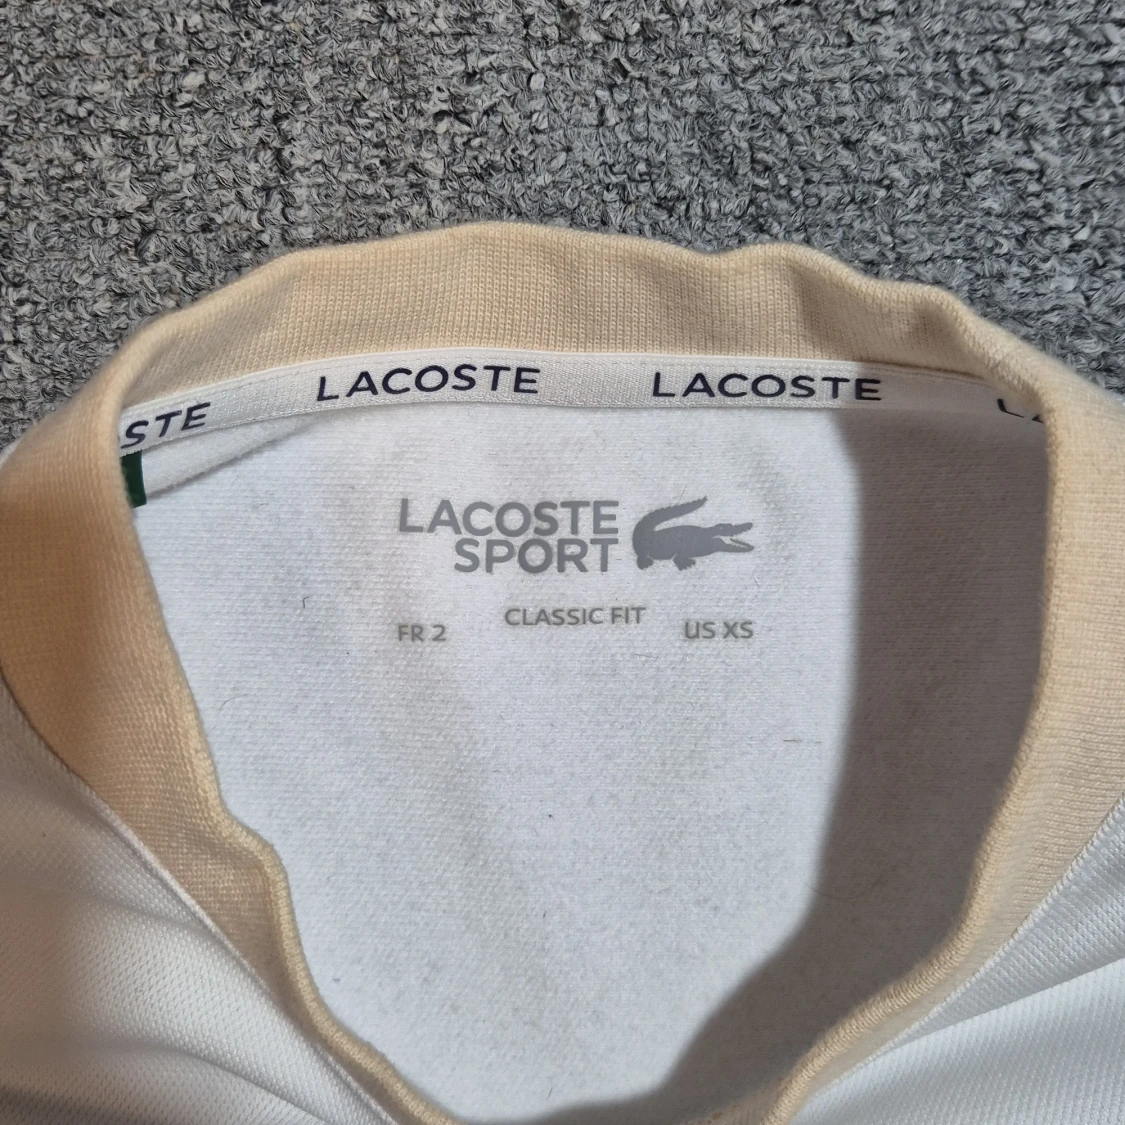 STE LACOSTE LACOSTE
LACOSTE
SPORT
CLASSIC FIT
FR 2 US XS